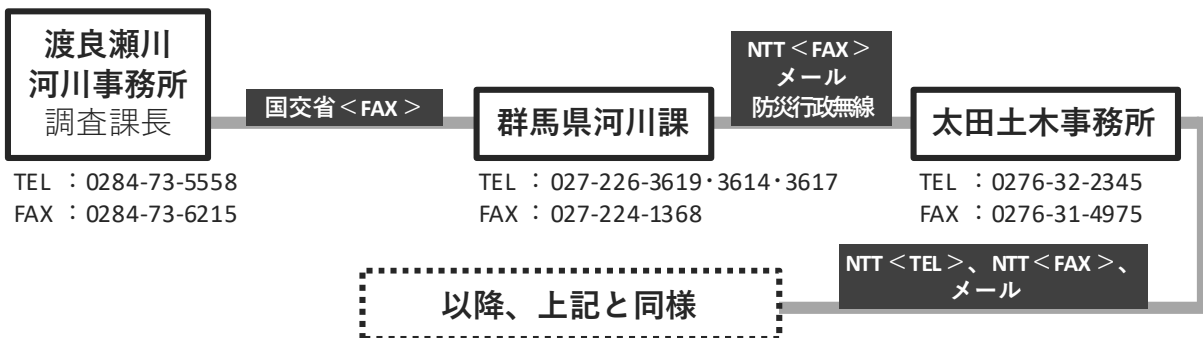 渡良瀬川
河川事務所
調査課長
国交省＜FAX＞
群馬県河川課
NTT＜FAX＞
メール
防災行政無線
太田土木事務所
TEL ：0284-73-5558
FAX ：0284-73-6215
TEL ：027-226-3619･3614･3617
FAX ：027-224-1368
TEL ：0276-32-2345
FAX ：0276-31-4975
NTT＜TEL＞、NTT＜FAX＞、
メール
以降、上記と同様